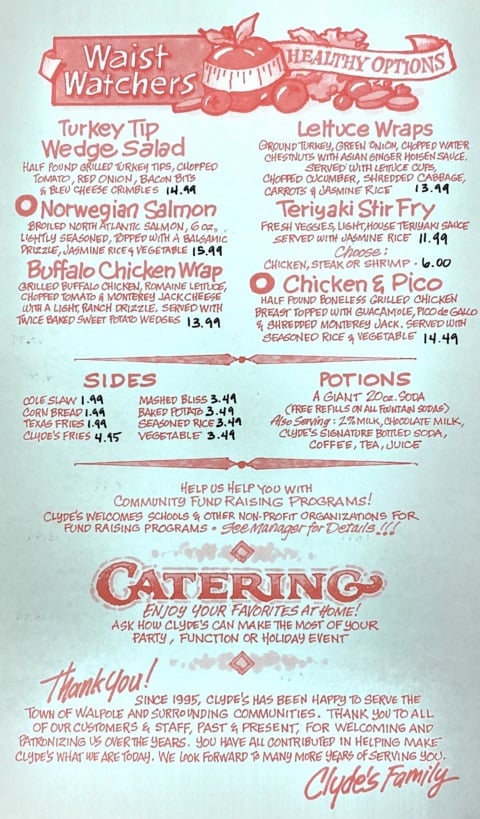 Waist
Watchers
HEALTHY OPTIONS
Turkey Tip
Wedge Salad
HALF POUND GRILLED TURKEY TIPS, CHOPPED
TOMATO, RED ONION, BACON BITS
& BLEU CHEESE CRUMBLES 14.99
Norwegian Salmon
BROILED NORTH ATLANTIC SALMON, 6 OZ.,
LIGHTLY SEASONED, TOPPED WITH A BALSAMIC
DRIZZLE, JASMINE RICE & VEGETABLE 15.99
Buffalo Chicken Wrap
GRILLED BUFFALO CHICKEN, ROMAINE LETTUCE,
CHOPPED TOMATO & MONTEREY JACK CHEESE
WITH A LIGHT, RANCH DRIZZLE. SERVED WITH
TWICE BAKED SWEET POTATO WEDGES 13.99
Lettuce Wraps
GROUND TURKEY, GREEN ONION, CHOPPED WATER
CHESTNUTS WITH ASIAN GINGER HOISEN SAUCE.
SERVED WITH LETTUCE CUPS,
CHOPPED CUCUMBER, SHREDDED CABBAGE,
CARROTS & JASMINE RICE 13.99
Teriyaki Stir Fry
FRESH VEGGIES, LIGHT, HOUSE TERIYAKI SAUCE
SERVED WITH JASMINE RICE 11.99
Choose:
CHICKEN, STEAK OR SHRIMP · 6.00
Chicken & Pico
HALF POUND BONELESS GRILLED CHICKEN
BREAST TOPPED WITH GUACAMOLE, PICO de GALLO
& SHREDDED MONTEREY JACK. SERVED WITH
SEASONED RICE & VEGETABLE 14.49
SIDES
COLE SLAW 1.99
CORN BREAD 1.99
TEXAS FRIES 1.99
CLYDE'S FRIES 4.95
MASHED BLISS 3.49
BAKED POTATO 3.49
SEASONED RICE 3.49
VEGETABLE 3.49
POTIONS
A GIANT 20oz. SODA
(FREE REFILLS ON ALL FOUNTAIN SODAS)
Also Serving: 2% MILK, CHOCOLATE MILK,
CLYDE'S SIGNATURE BOTTLED SODA,
COFFEE, TEA, JUICE
HELP US HELP YOU WITH
COMMUNITY FUND RAISING PROGRAMS!
CLYDE'S WELCOMES SCHOOLS & OTHER NON-PROFIT ORGANIZATIONS FOR
FUND RAISING PROGRAMS · See Manager for Details!!!
CATERING
ENJOY YOUR FAVORITES AT HOME!
ASK HOW CLYDE'S CAN MAKE THE MOST OF YOUR
PARTY, FUNCTION OR HOLIDAY EVENT
Thank You!
SINCE 1995, CLYDE'S HAS BEEN HAPPY TO SERVE THE
TOWN OF WALPOLE AND SURROUNDING COMMUNITIES. THANK YOU TO ALL
OF OUR CUSTOMERS & STAFF, PAST & PRESENT, FOR WELCOMING AND
PATRONIZING US OVER THE YEARS. YOU HAVE ALL CONTRIBUTED IN HELPING MAKE
CLYDE'S WHAT WE ARE TODAY. WE LOOK FORWARD TO MANY MORE YEARS OF SERVING YOU.
Clyde's Family